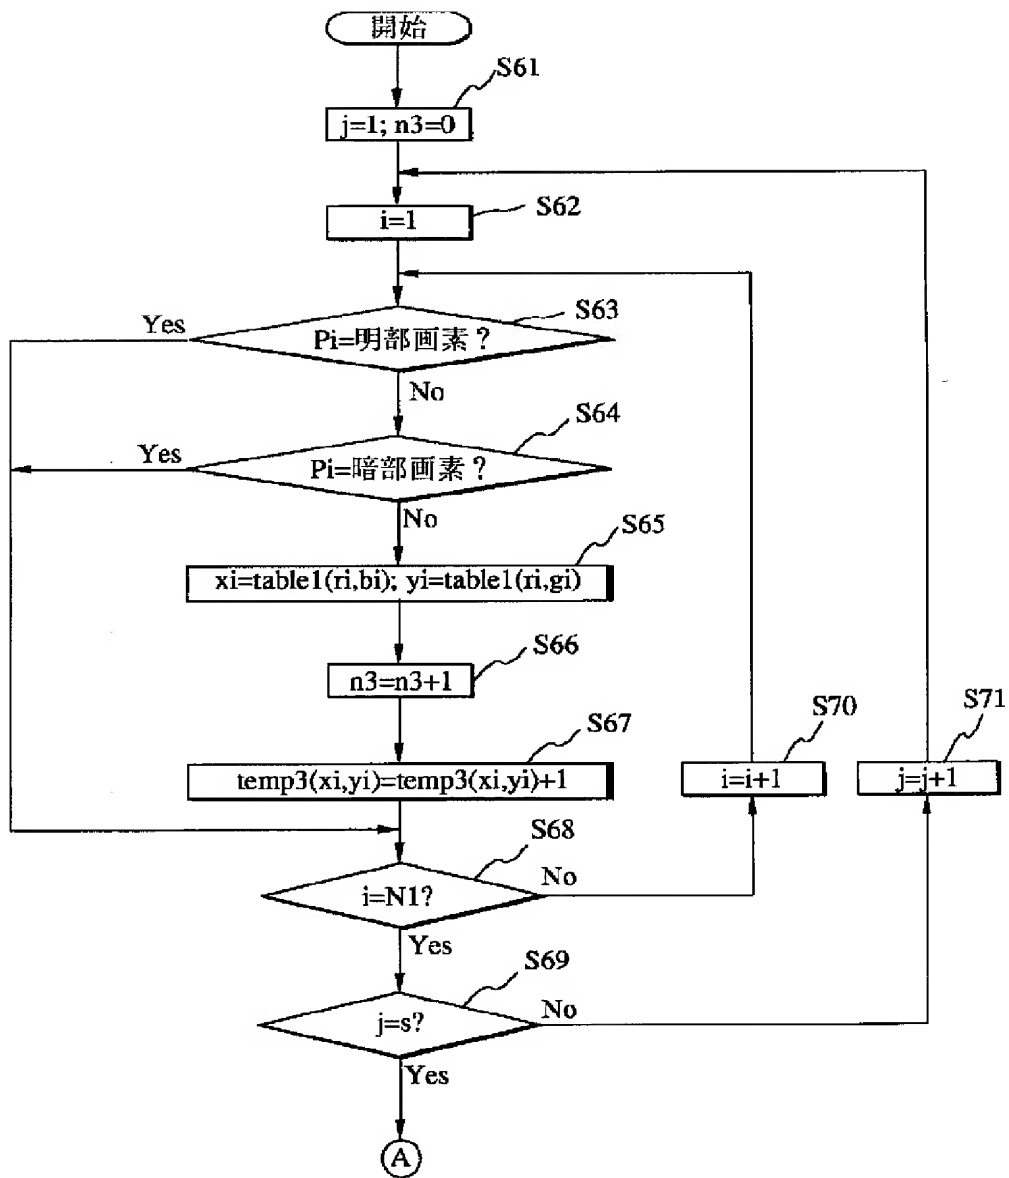 開始
S61
j=1; n3=0
S62
i=1
S63
Yes
Pi=明部画素？
No
S64
Yes
Pi=暗部画素？
No
S65
xi=table1(ri,bi); yi=table1(ri,gi)
S66
n3=n3+1
S67
temp3(xi,yi)=temp3(xi,yi)+1
S70
i=i+1
S71
j=j+1
S68
i=N1?
No
Yes
S69
j=s?
No
Yes
A